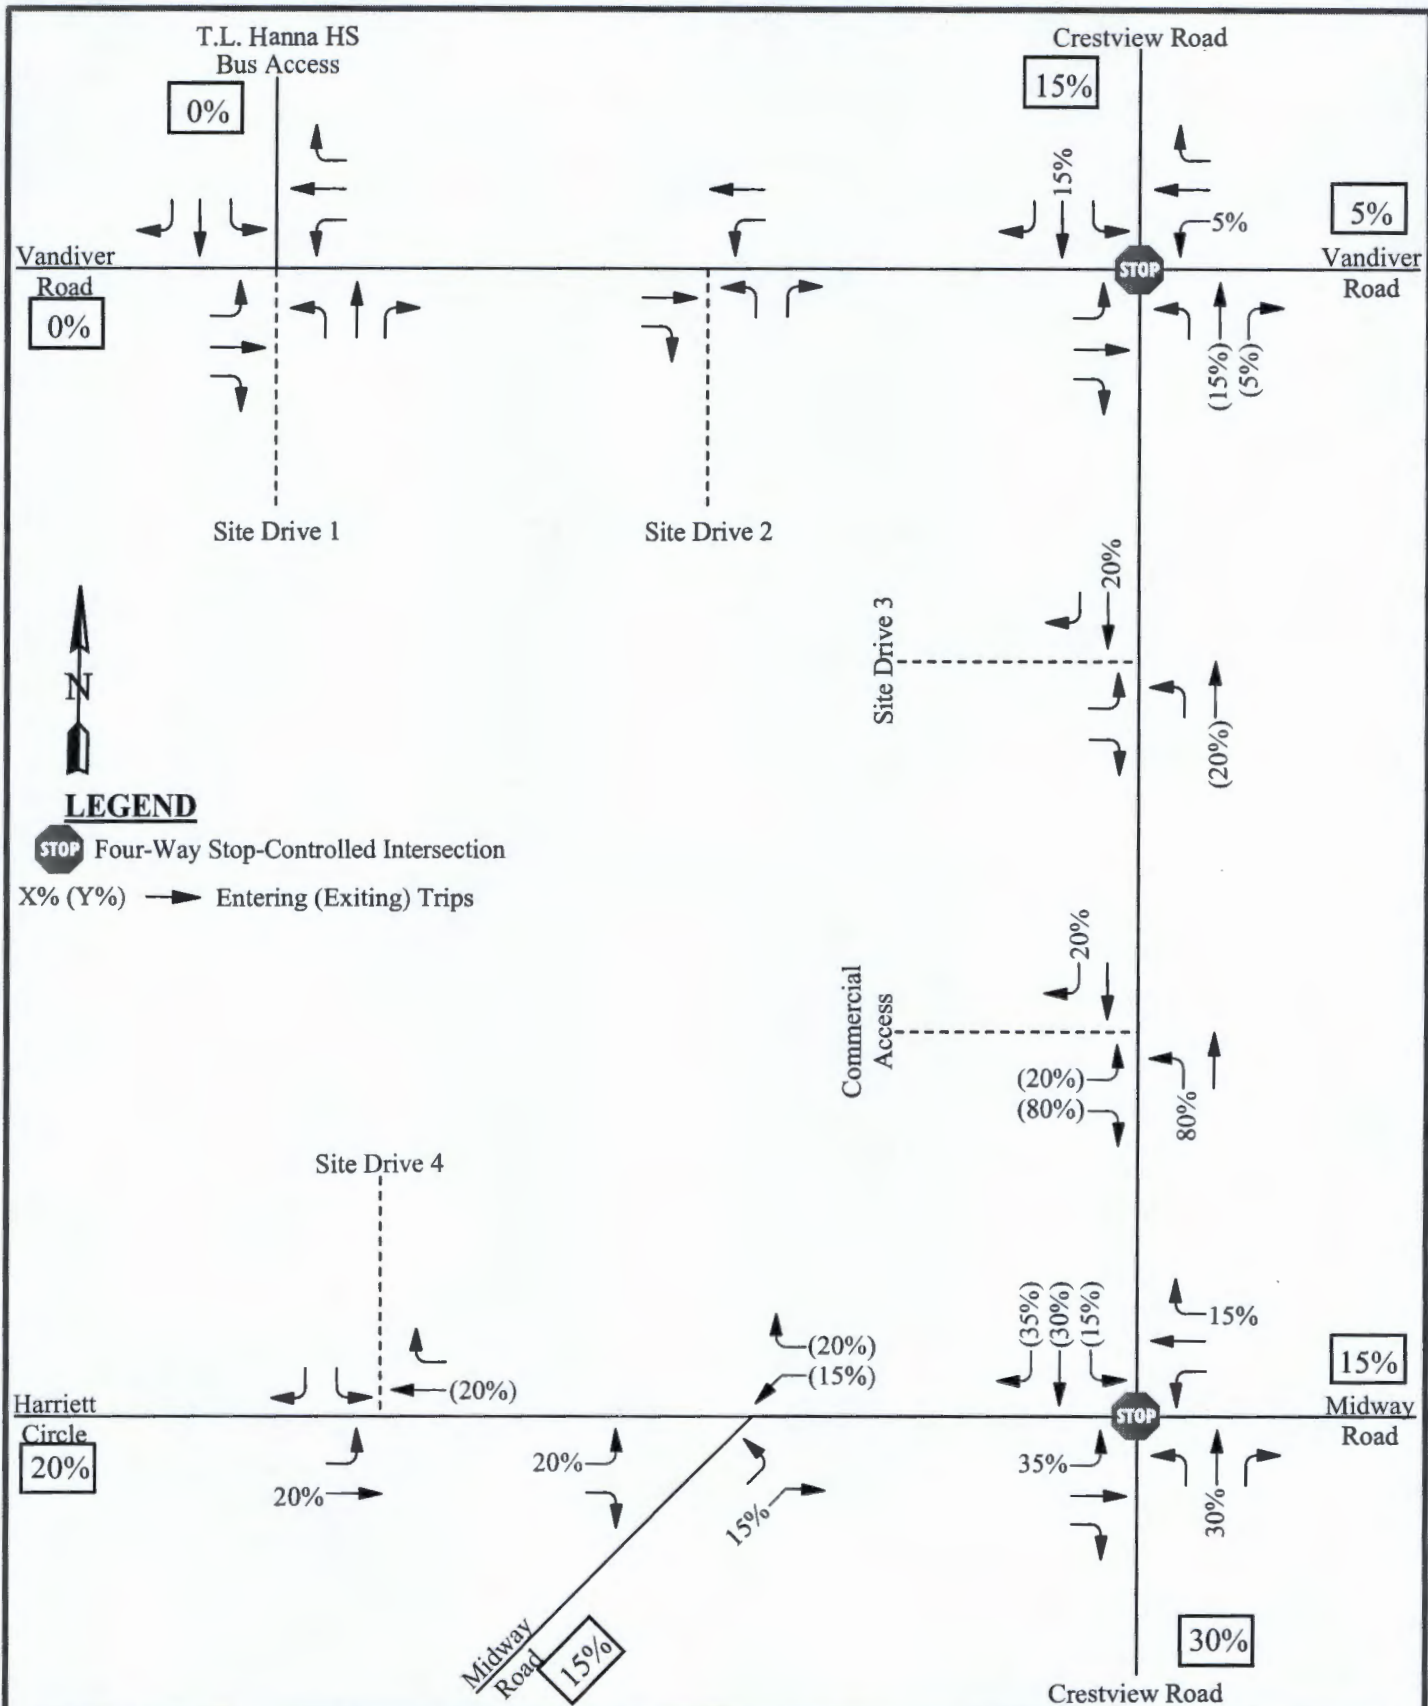 T.L. Hanna HS
Bus Access
0%
Crestview Road
15%
15%
5%
5%
Vandiver
Road
0%
STOP
Vandiver
Road
(15%)
(5%)
Site Drive 1
Site Drive 2
20%
Site Drive 3
(20%)
N
LEGEND
STOP Four-Way Stop-Controlled Intersection
X% (Y%) Entering (Exiting) Trips
20%
Commercial
Access
(20%)
(80%)
80%
Site Drive 4
(35%)
(30%)
(15%)
15%
(20%)
(15%)
(20%)
15%
Harriett
Circle
20%
STOP
Midway
Road
20%
20%
15%
35%
30%
Midway
Road
15%
30%
Crestview Road